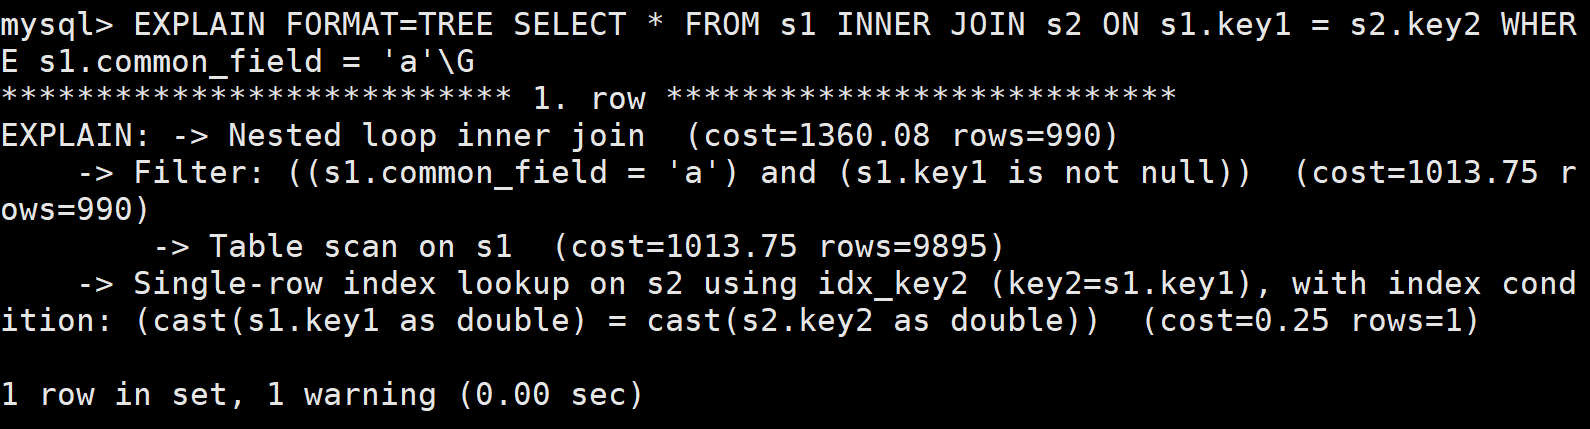 mysql> EXPLAIN FORMAT=TREE SELECT * FROM s1 INNER JOIN s2 ON s1.key1 = s2.key2 WHER
E s1.common_field = 'a'\G
*************************** 1. row ***************************
EXPLAIN: -> Nested loop inner join  (cost=1360.08 rows=990)
    -> Filter: ((s1.common_field = 'a') and (s1.key1 is not null))  (cost=1013.75 r
ows=990)
        -> Table scan on s1  (cost=1013.75 rows=9895)
    -> Single-row index lookup on s2 using idx_key2 (key2=s1.key1), with index cond
ition: (cast(s1.key1 as double) = cast(s2.key2 as double))  (cost=0.25 rows=1)

1 row in set, 1 warning (0.00 sec)